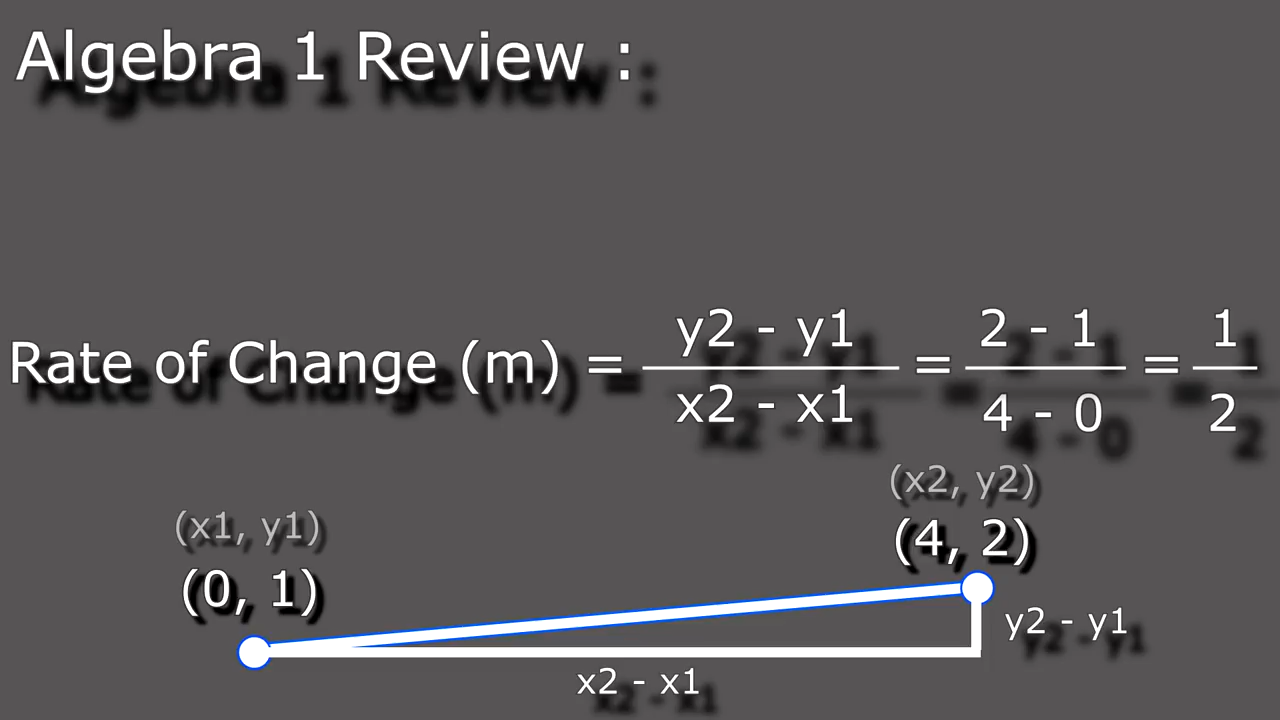 Algebra 1 Review :
Rate of Change (m) = y2 - y1 / x2 - x1 = 2 - 1 / 4 - 0 = 1 / 2
(x2, y2)
(4, 2)
(x1, y1)
(0, 1)
y2 - y1
x2 - x1